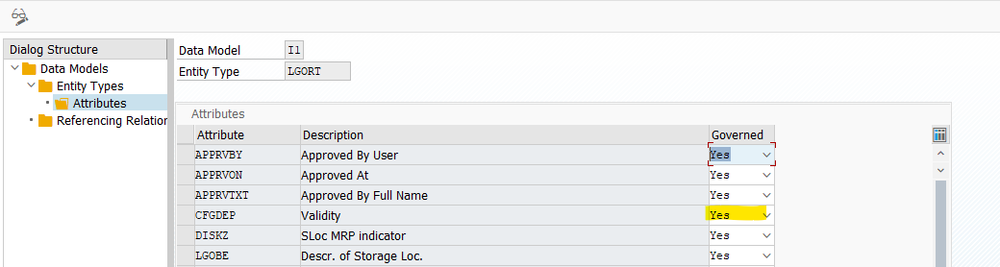 Dialog Structure
Data Models
Entity Types
Attributes
Referencing Relation
Data Model I1
Entity Type LGORT
Attributes
Attribute Description Governed
APPRVBY Approved By User Yes
APPRVON Approved At Yes
APPRVTXT Approved By Full Name Yes
CFGDEP Validity Yes
DISKZ SLoc MRP indicator Yes
LGOBE Descr. of Storage Loc. Yes